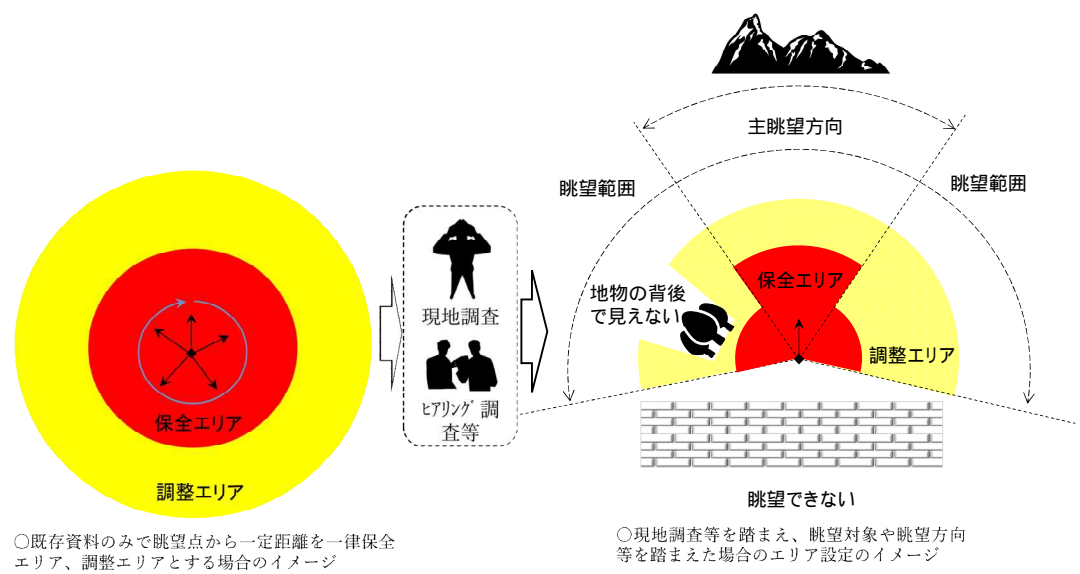 主眺望方向
眺望範囲
眺望範囲
保全エリア
地物の背後
で見えない
調整エリア
眺望できない
現地調査
ﾋｱﾘﾝｸﾞ調
査等
保全エリア
調整エリア
○既存資料のみで眺望点から一定距離を一律保全
エリア、調整エリアとする場合のイメージ
○現地調査等を踏まえ、眺望対象や眺望方向
等を踏まえた場合のエリア設定のイメージ